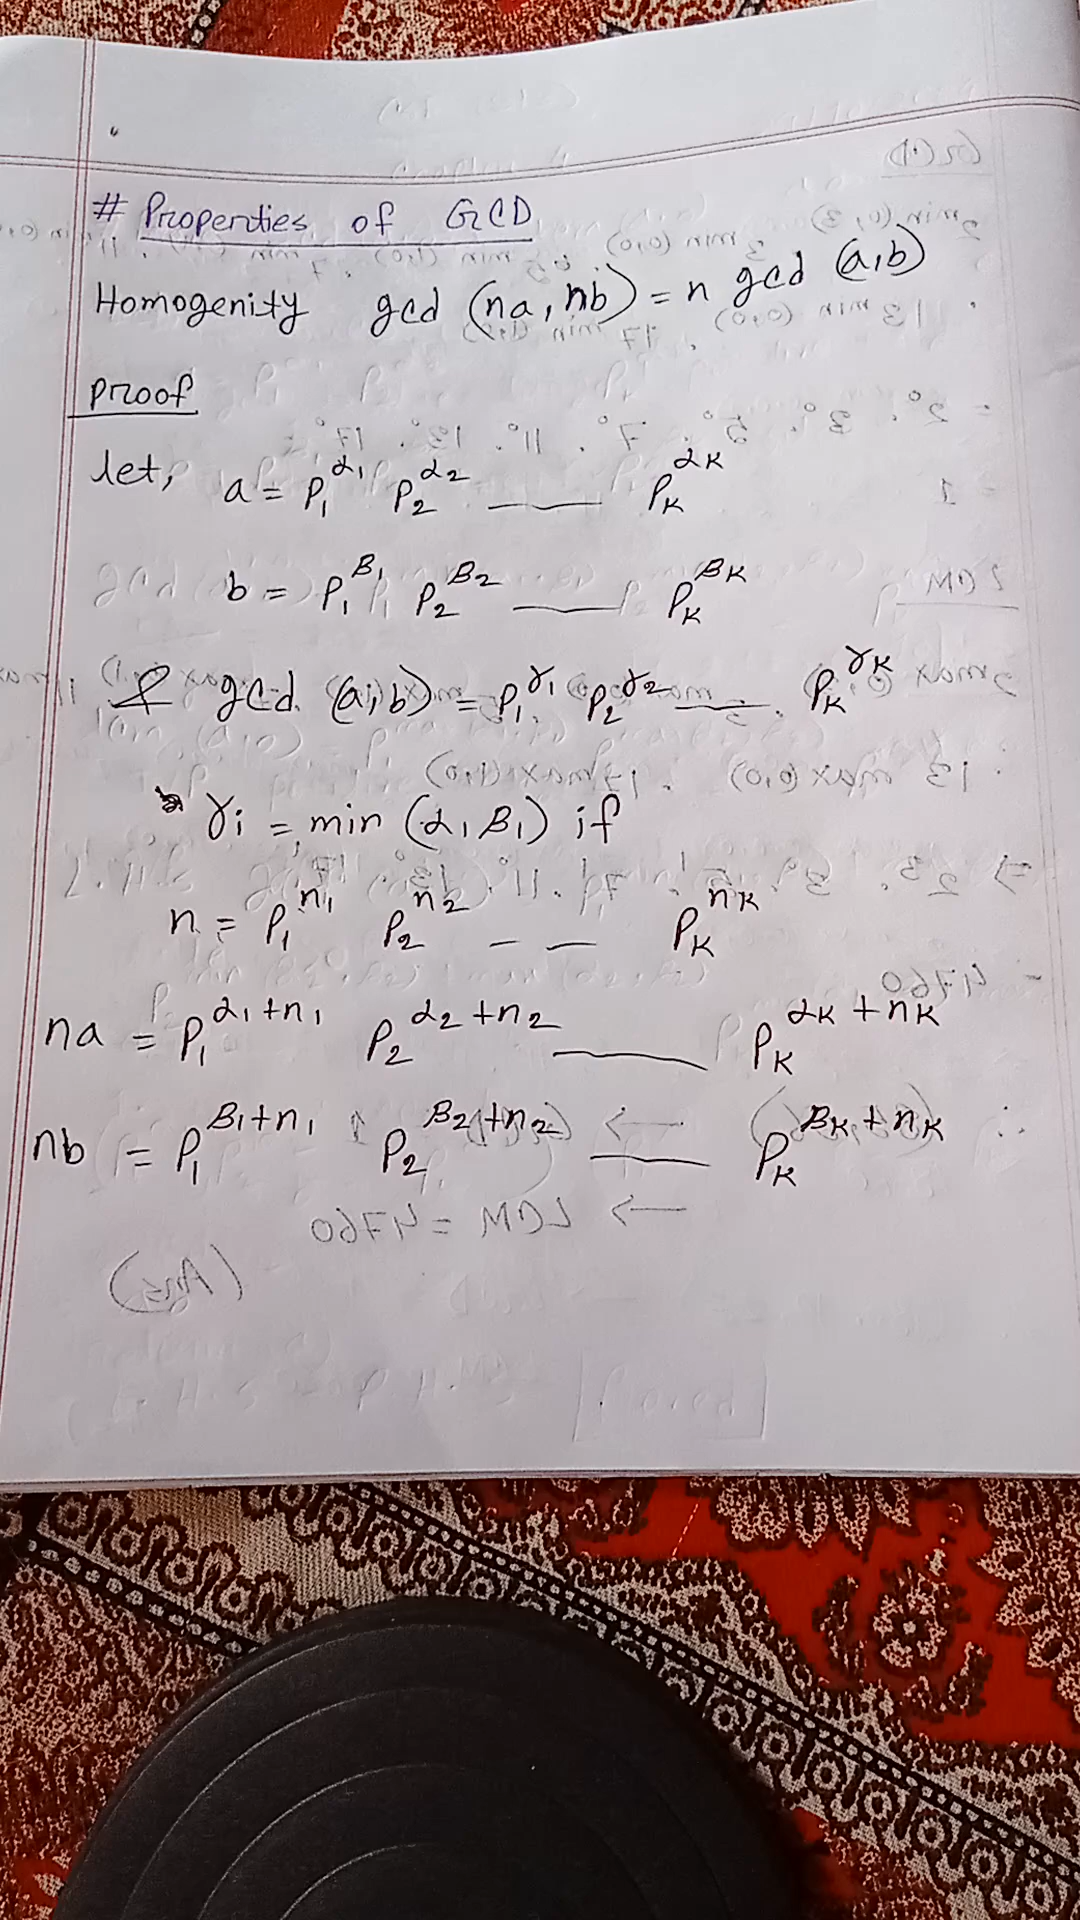 # Properties of GCD
Homogenity gcd (na, nb) = n gcd (a,b)
Proof
let, a = P₁^α₁ P₂^α₂ —— Pₖ^αₖ
b = P₁^β₁ P₂^β₂ —— Pₖ^βₖ
& gcd (a,b) = P₁^γ₁ P₂^γ₂ —— Pₖ^γₖ
γi = min (α₁ β₁) if
n = P₁^n₁ P₂^n₂ – – Pₖ^nₖ
na = P₁^α₁+n₁ P₂^α₂+n₂ —— Pₖ^αₖ+nₖ
nb = P₁^β₁+n₁ P₂^β₂+n₂ —— Pₖ^βₖ+nₖ